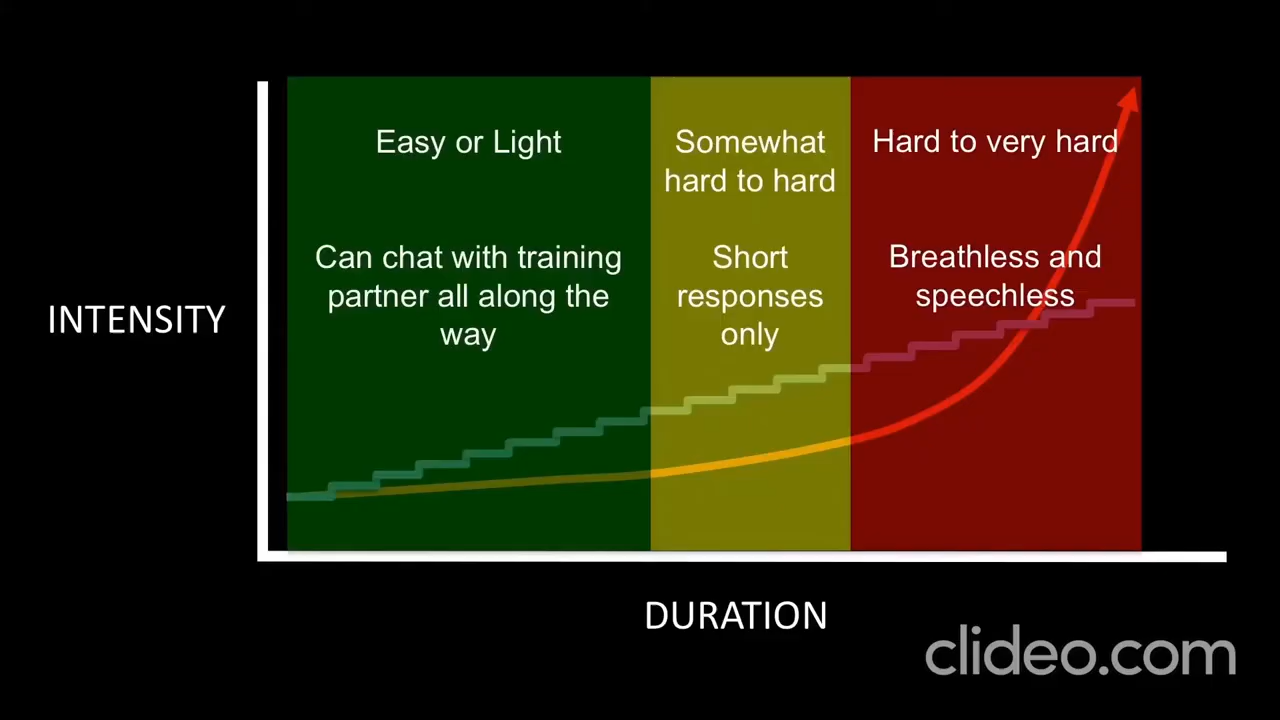 Easy or Light
Can chat with training
partner all along the
way
Somewhat
hard to hard
Short
responses
only
Hard to very hard
Breathless and
speechless
INTENSITY
DURATION
clideo.com